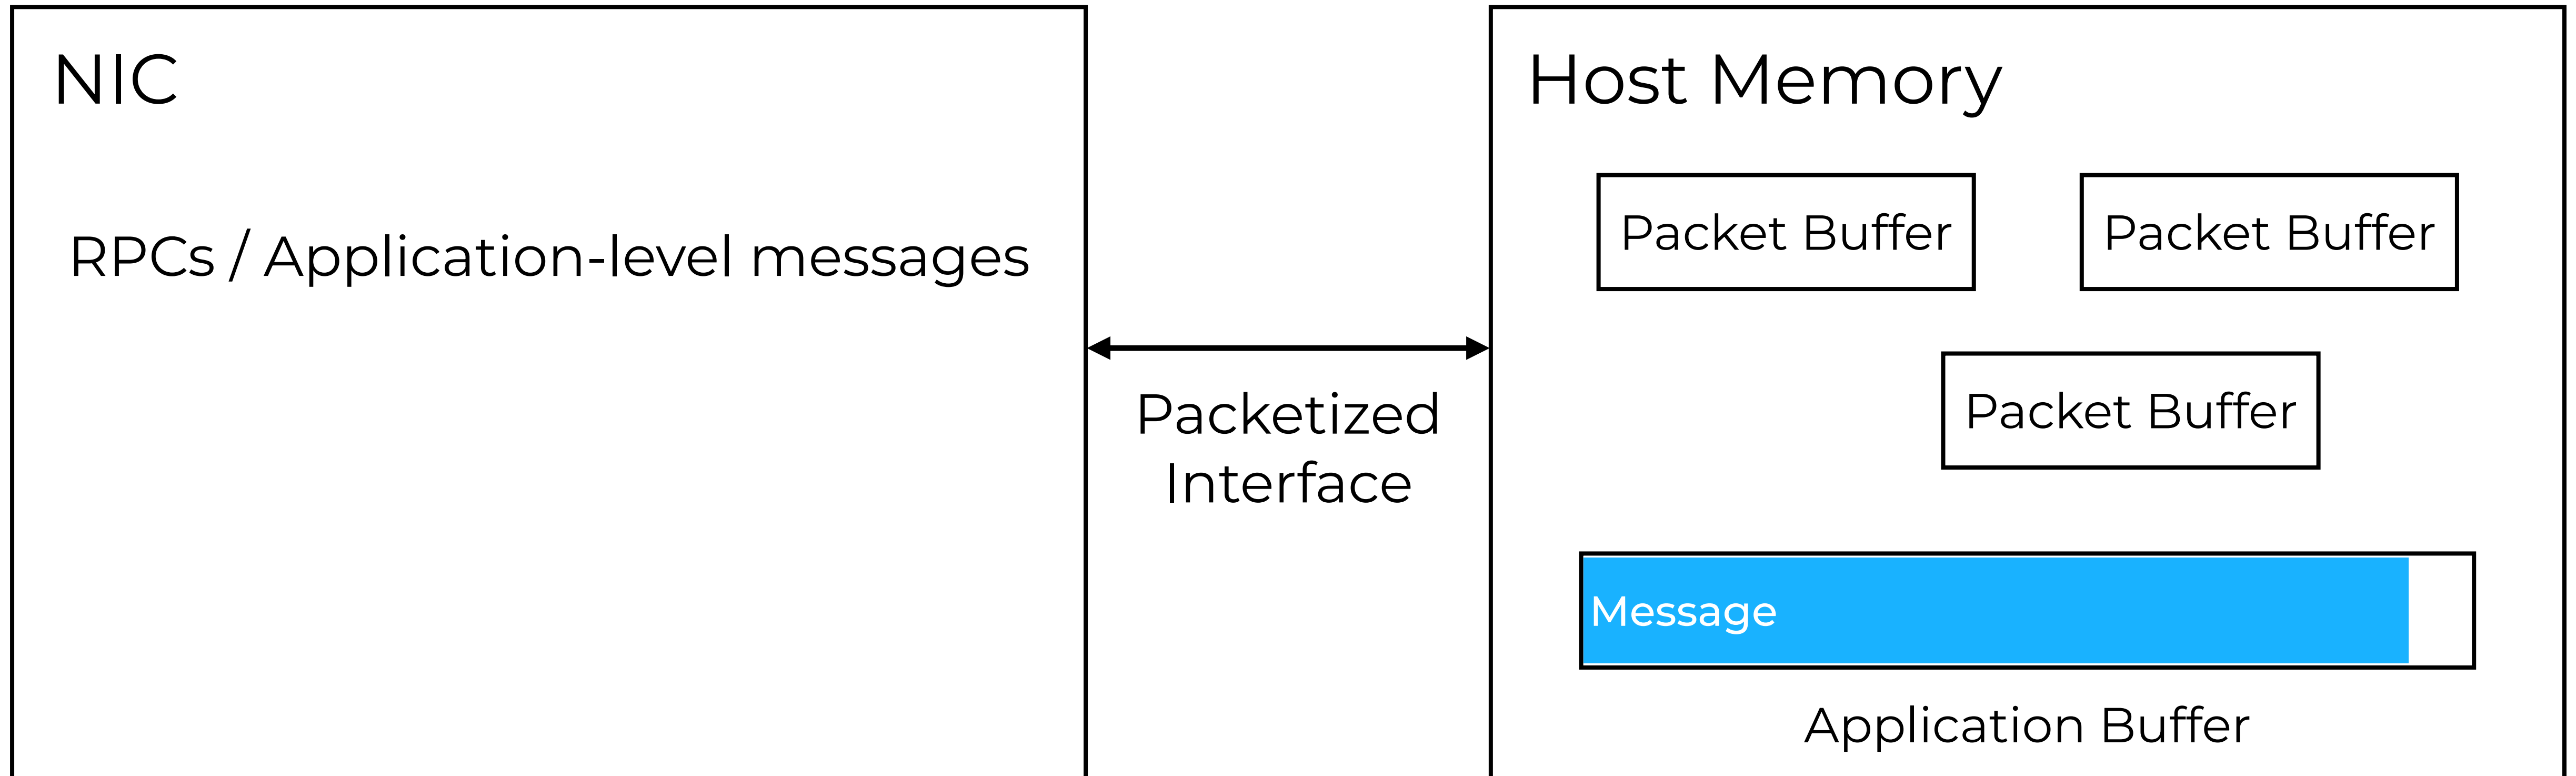 NIC
RPCs / Application-level messages
Packetized
Interface
Host Memory
Packet Buffer
Packet Buffer
Packet Buffer
Message
Application Buffer